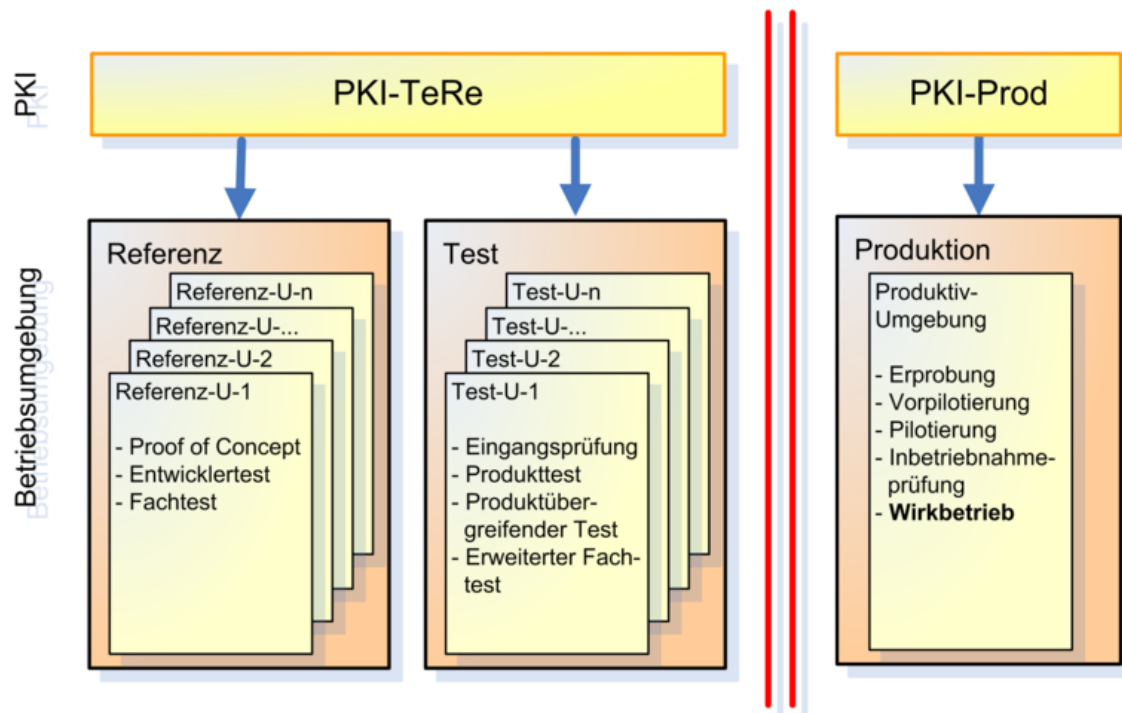 PKI
PKI-TeRe
PKI-Prod
Betriebsumgebung
Referenz
Referenz-U-n
Referenz-U-...
Referenz-U-2
Referenz-U-1
- Proof of Concept
- Entwicklertest
- Fachtest
Test
Test-U-n
Test-U-...
Test-U-2
Test-U-1
- Eingangsprüfung
- Produkttest
- Produktüber-
greifender Test
- Erweiterter Fach-
test
Produktion
Produktiv-
Umgebung
- Erprobung
- Vorpilotierung
- Pilotierung
- Inbetriebnahme-
prüfung
- Wirkbetrieb